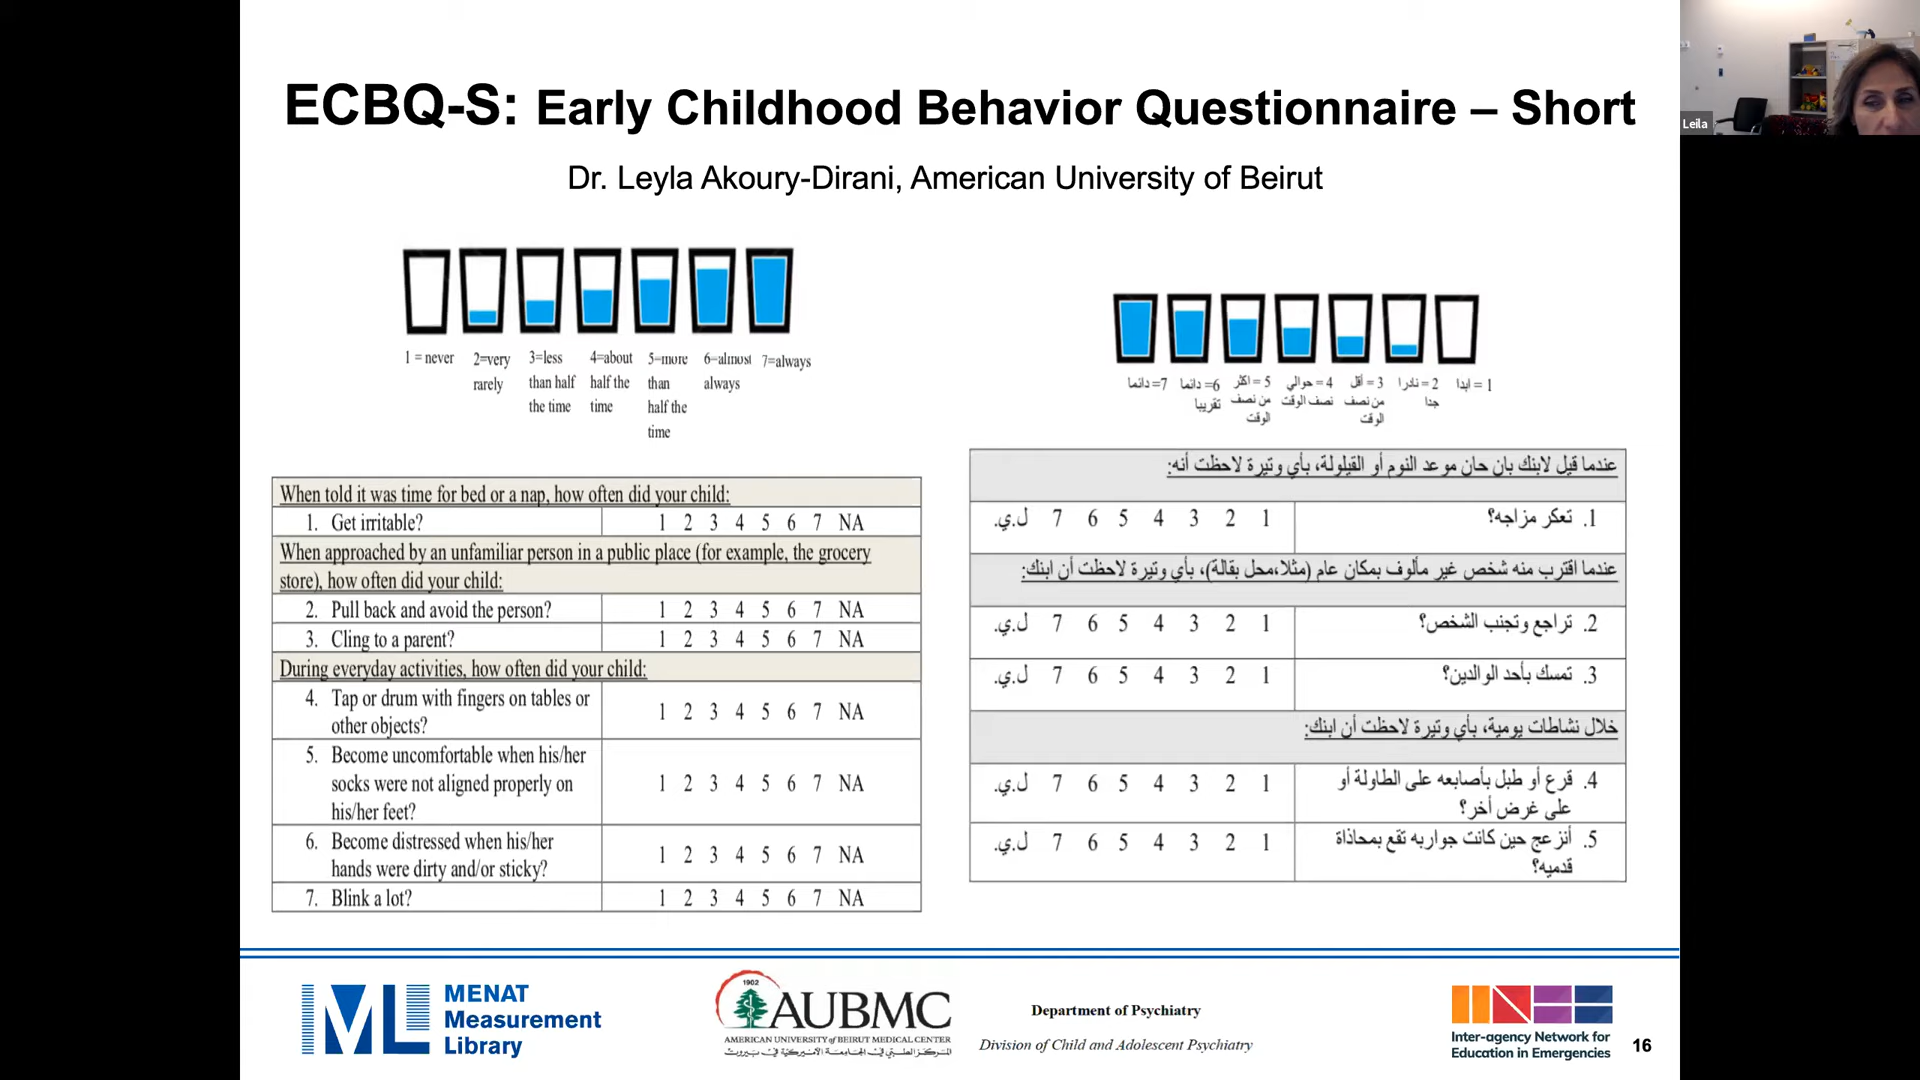 ECBQ-S: Early Childhood Behavior Questionnaire – Short
Dr. Leyla Akoury-Dirani, American University of Beirut
Leila
1 = never
2=very
rarely
3=less
than half
the time
4=about
half the
time
5=more
than
half the
time
6=almost
always
7=always
When told it was time for bed or a nap, how often did your child:
1. Get irritable? 1 2 3 4 5 6 7 NA
When approached by an unfamiliar person in a public place (for example, the grocery
store), how often did your child:
2. Pull back and avoid the person? 1 2 3 4 5 6 7 NA
3. Cling to a parent? 1 2 3 4 5 6 7 NA
During everyday activities, how often did your child:
4. Tap or drum with fingers on tables or
other objects? 1 2 3 4 5 6 7 NA
5. Become uncomfortable when his/her
socks were not aligned properly on
his/her feet? 1 2 3 4 5 6 7 NA
6. Become distressed when his/her
hands were dirty and/or sticky? 1 2 3 4 5 6 7 NA
7. Blink a lot? 1 2 3 4 5 6 7 NA
1 = ابدا
2 = نادرا
جدا
3 = أقل
من نصف
الوقت
4 = حوالي
نصف الوقت
5 = اكثر
من نصف
الوقت
6= دائما
تقريبا
7= دائما
عندما قيل لابنك بان حان موعد النوم أو القيلولة، بأي وتيرة لاحظت أنه:
1. تعكر مزاجه؟ 1 2 3 4 5 6 7 ل.ي.
عندما اقترب منه شخص غير مألوف بمكان عام (مثلا،محل بقالة)، بأي وتيرة لاحظت أن ابنك:
2. تراجع وتجنب الشخص؟ 1 2 3 4 5 6 7 ل.ي.
3. تمسك بأحد الوالدين؟ 1 2 3 4 5 6 7 ل.ي.
خلال نشاطات يومية، بأي وتيرة لاحظت أن ابنك:
4. قرع أو طبل بأصابعه على الطاولة أو
على غرض أخر؟ 1 2 3 4 5 6 7 ل.ي.
5. أنزعج حين كانت جواربه تقع بمحاذاة
قدميه؟ 1 2 3 4 5 6 7 ل.ي.
ML
MENAT
Measurement
Library
1902
AUBMC
AMERICAN UNIVERSITY of BEIRUT MEDICAL CENTER
المركز الطبي في الجامعة الأميركية في بيروت
Department of Psychiatry
Division of Child and Adolescent Psychiatry
INEE
Inter-agency Network for
Education in Emergencies
16